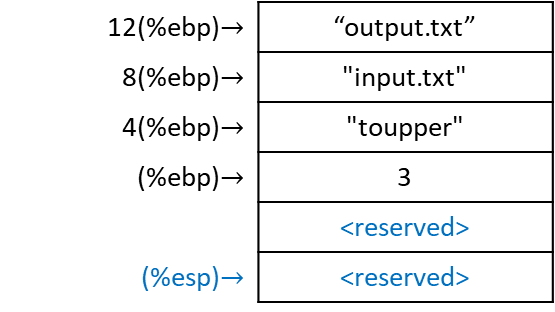 12(%ebp)→ “output.txt”
8(%ebp)→ "input.txt"
4(%ebp)→ "toupper"
(%ebp)→ 3
<reserved>
(%esp)→ <reserved>